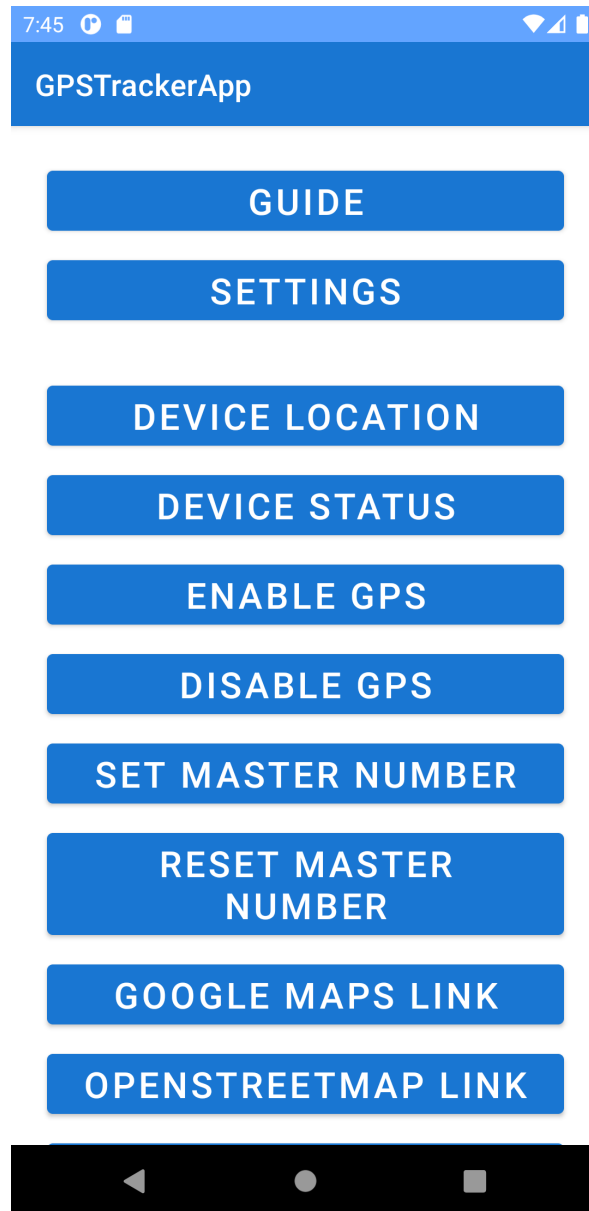 7:45
GPSTrackerApp
GUIDE
SETTINGS
DEVICE LOCATION
DEVICE STATUS
ENABLE GPS
DISABLE GPS
SET MASTER NUMBER
RESET MASTER
NUMBER
GOOGLE MAPS LINK
OPENSTREETMAP LINK